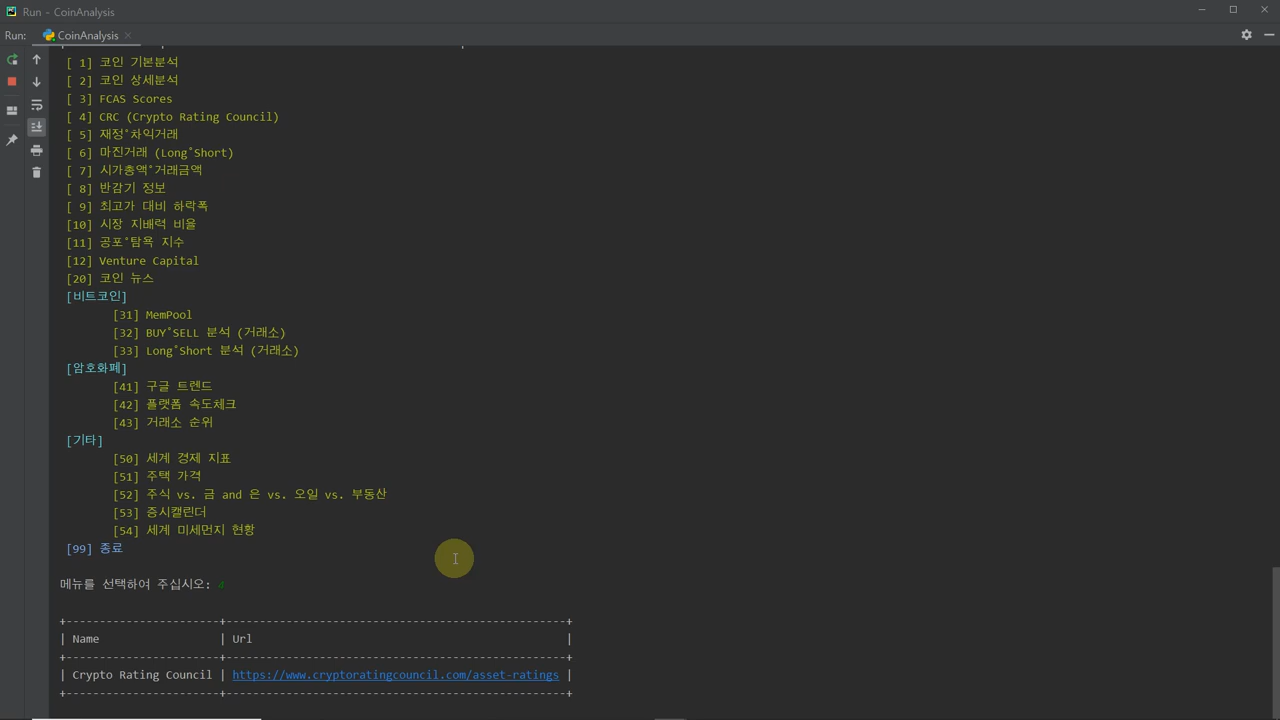 Run - CoinAnalysis
Run: CoinAnalysis
[ 1] 코인 기본분석
[ 2] 코인 상세분석
[ 3] FCAS Scores
[ 4] CRC (Crypto Rating Council)
[ 5] 재정˚차익거래
[ 6] 마진거래 (Long˚Short)
[ 7] 시가총액˚거래금액
[ 8] 반감기 정보
[ 9] 최고가 대비 하락폭
[10] 시장 지배력 비율
[11] 공포˚탐욕 지수
[12] Venture Capital
[20] 코인 뉴스
[비트코인]
[31] MemPool
[32] BUY˚SELL 분석 (거래소)
[33] Long˚Short 분석 (거래소)
[암호화폐]
[41] 구글 트렌드
[42] 플랫폼 속도체크
[43] 거래소 순위
[기타]
[50] 세계 경제 지표
[51] 주택 가격
[52] 주식 vs. 금 and 은 vs. 오일 vs. 부동산
[53] 증시캘린더
[54] 세계 미세먼지 현황
[99] 종료
메뉴를 선택하여 주십시오: 4
+----------------------+--------------------------------------------------+
| Name | Url |
+----------------------+--------------------------------------------------+
| Crypto Rating Council | https://www.cryptoratingcouncil.com/asset-ratings |
+----------------------+--------------------------------------------------+